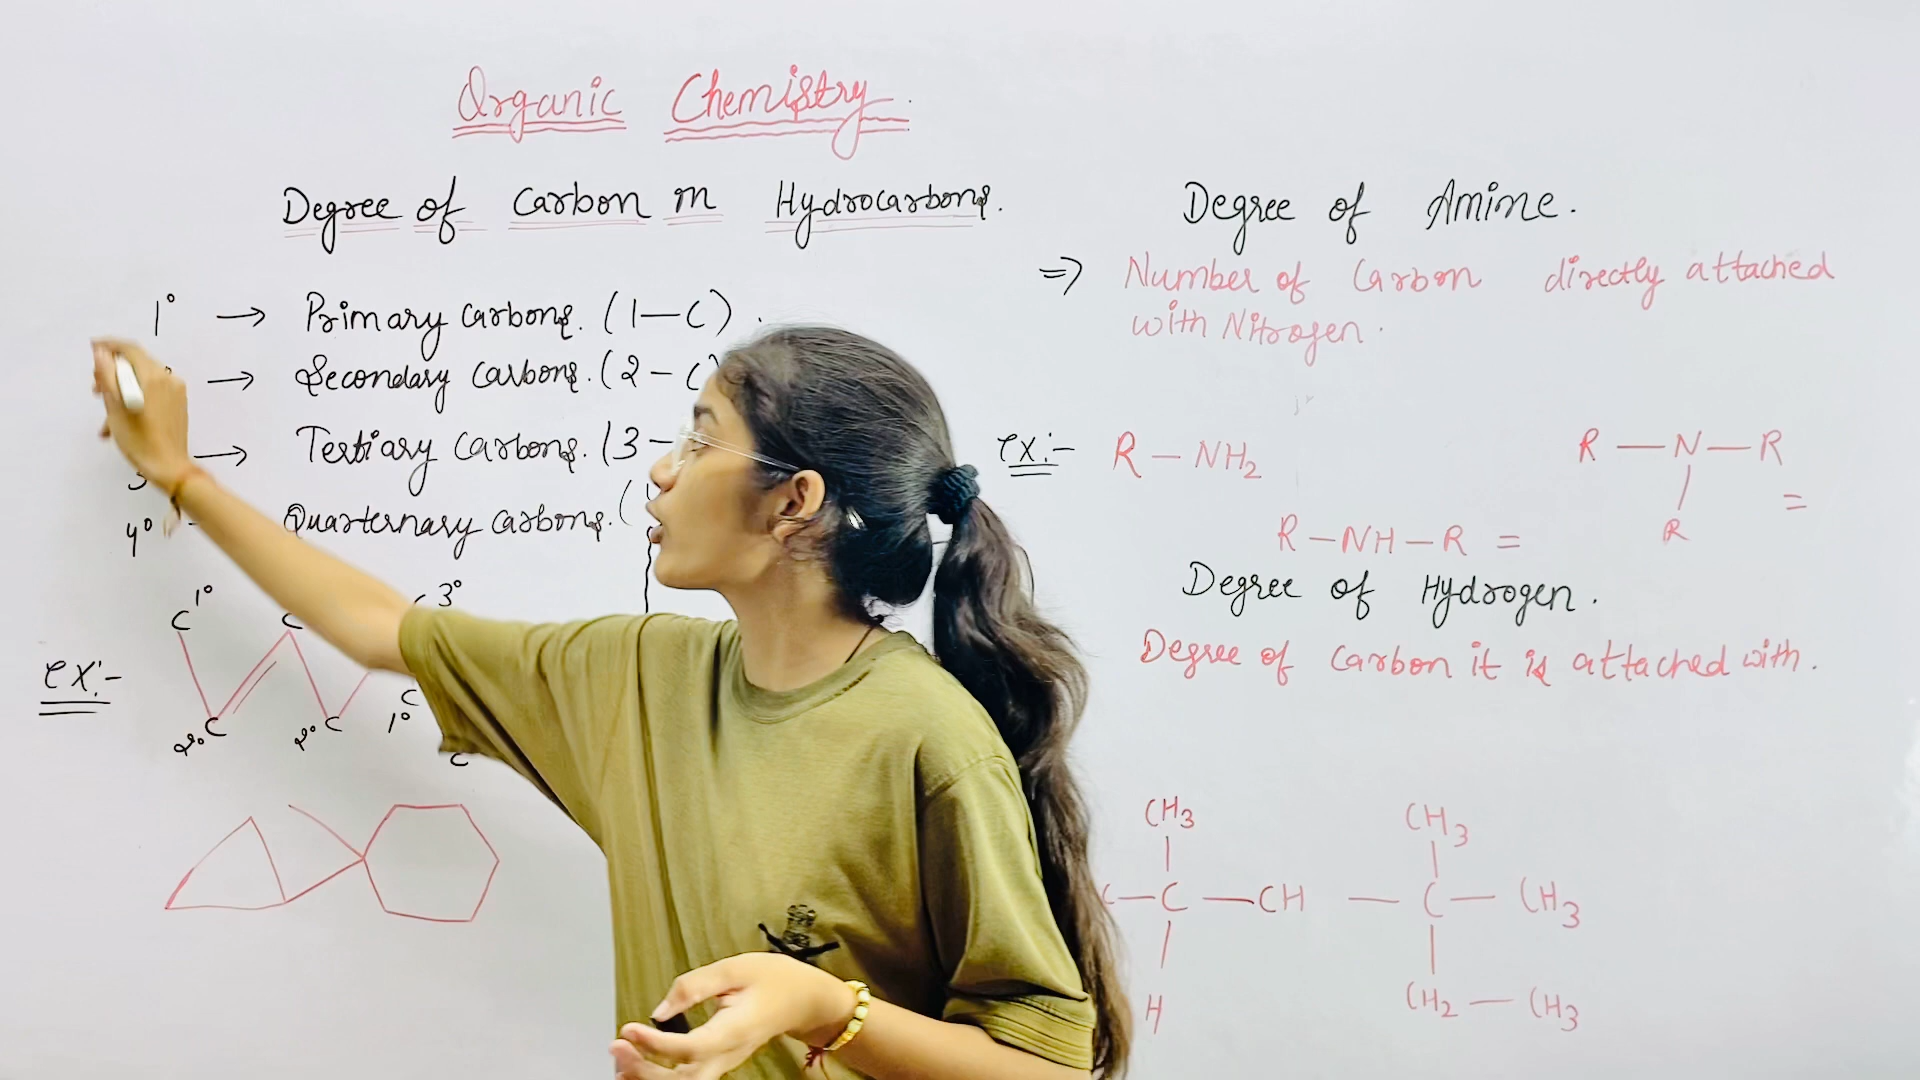 Organic Chemistry.
Degree of Carbon in Hydrocarbons.
1° → Primary Carbons. (1–C).
→ Secondary Carbons. (2–C)
3 → Tertiary Carbons. (3–
4° Quarternary Carbons. (
ex:-
C 1° C 3°
2° C 2° C C 1°
C
Degree of Amine.
⇒ Number of Carbon directly attached
with Nitrogen.
ex:- R – NH2 R – N – R
R =
R – NH – R =
Degree of Hydrogen.
Degree of Carbon it is attached with.
CH3 CH3
C – C – CH – C – CH3
H CH2 – CH3